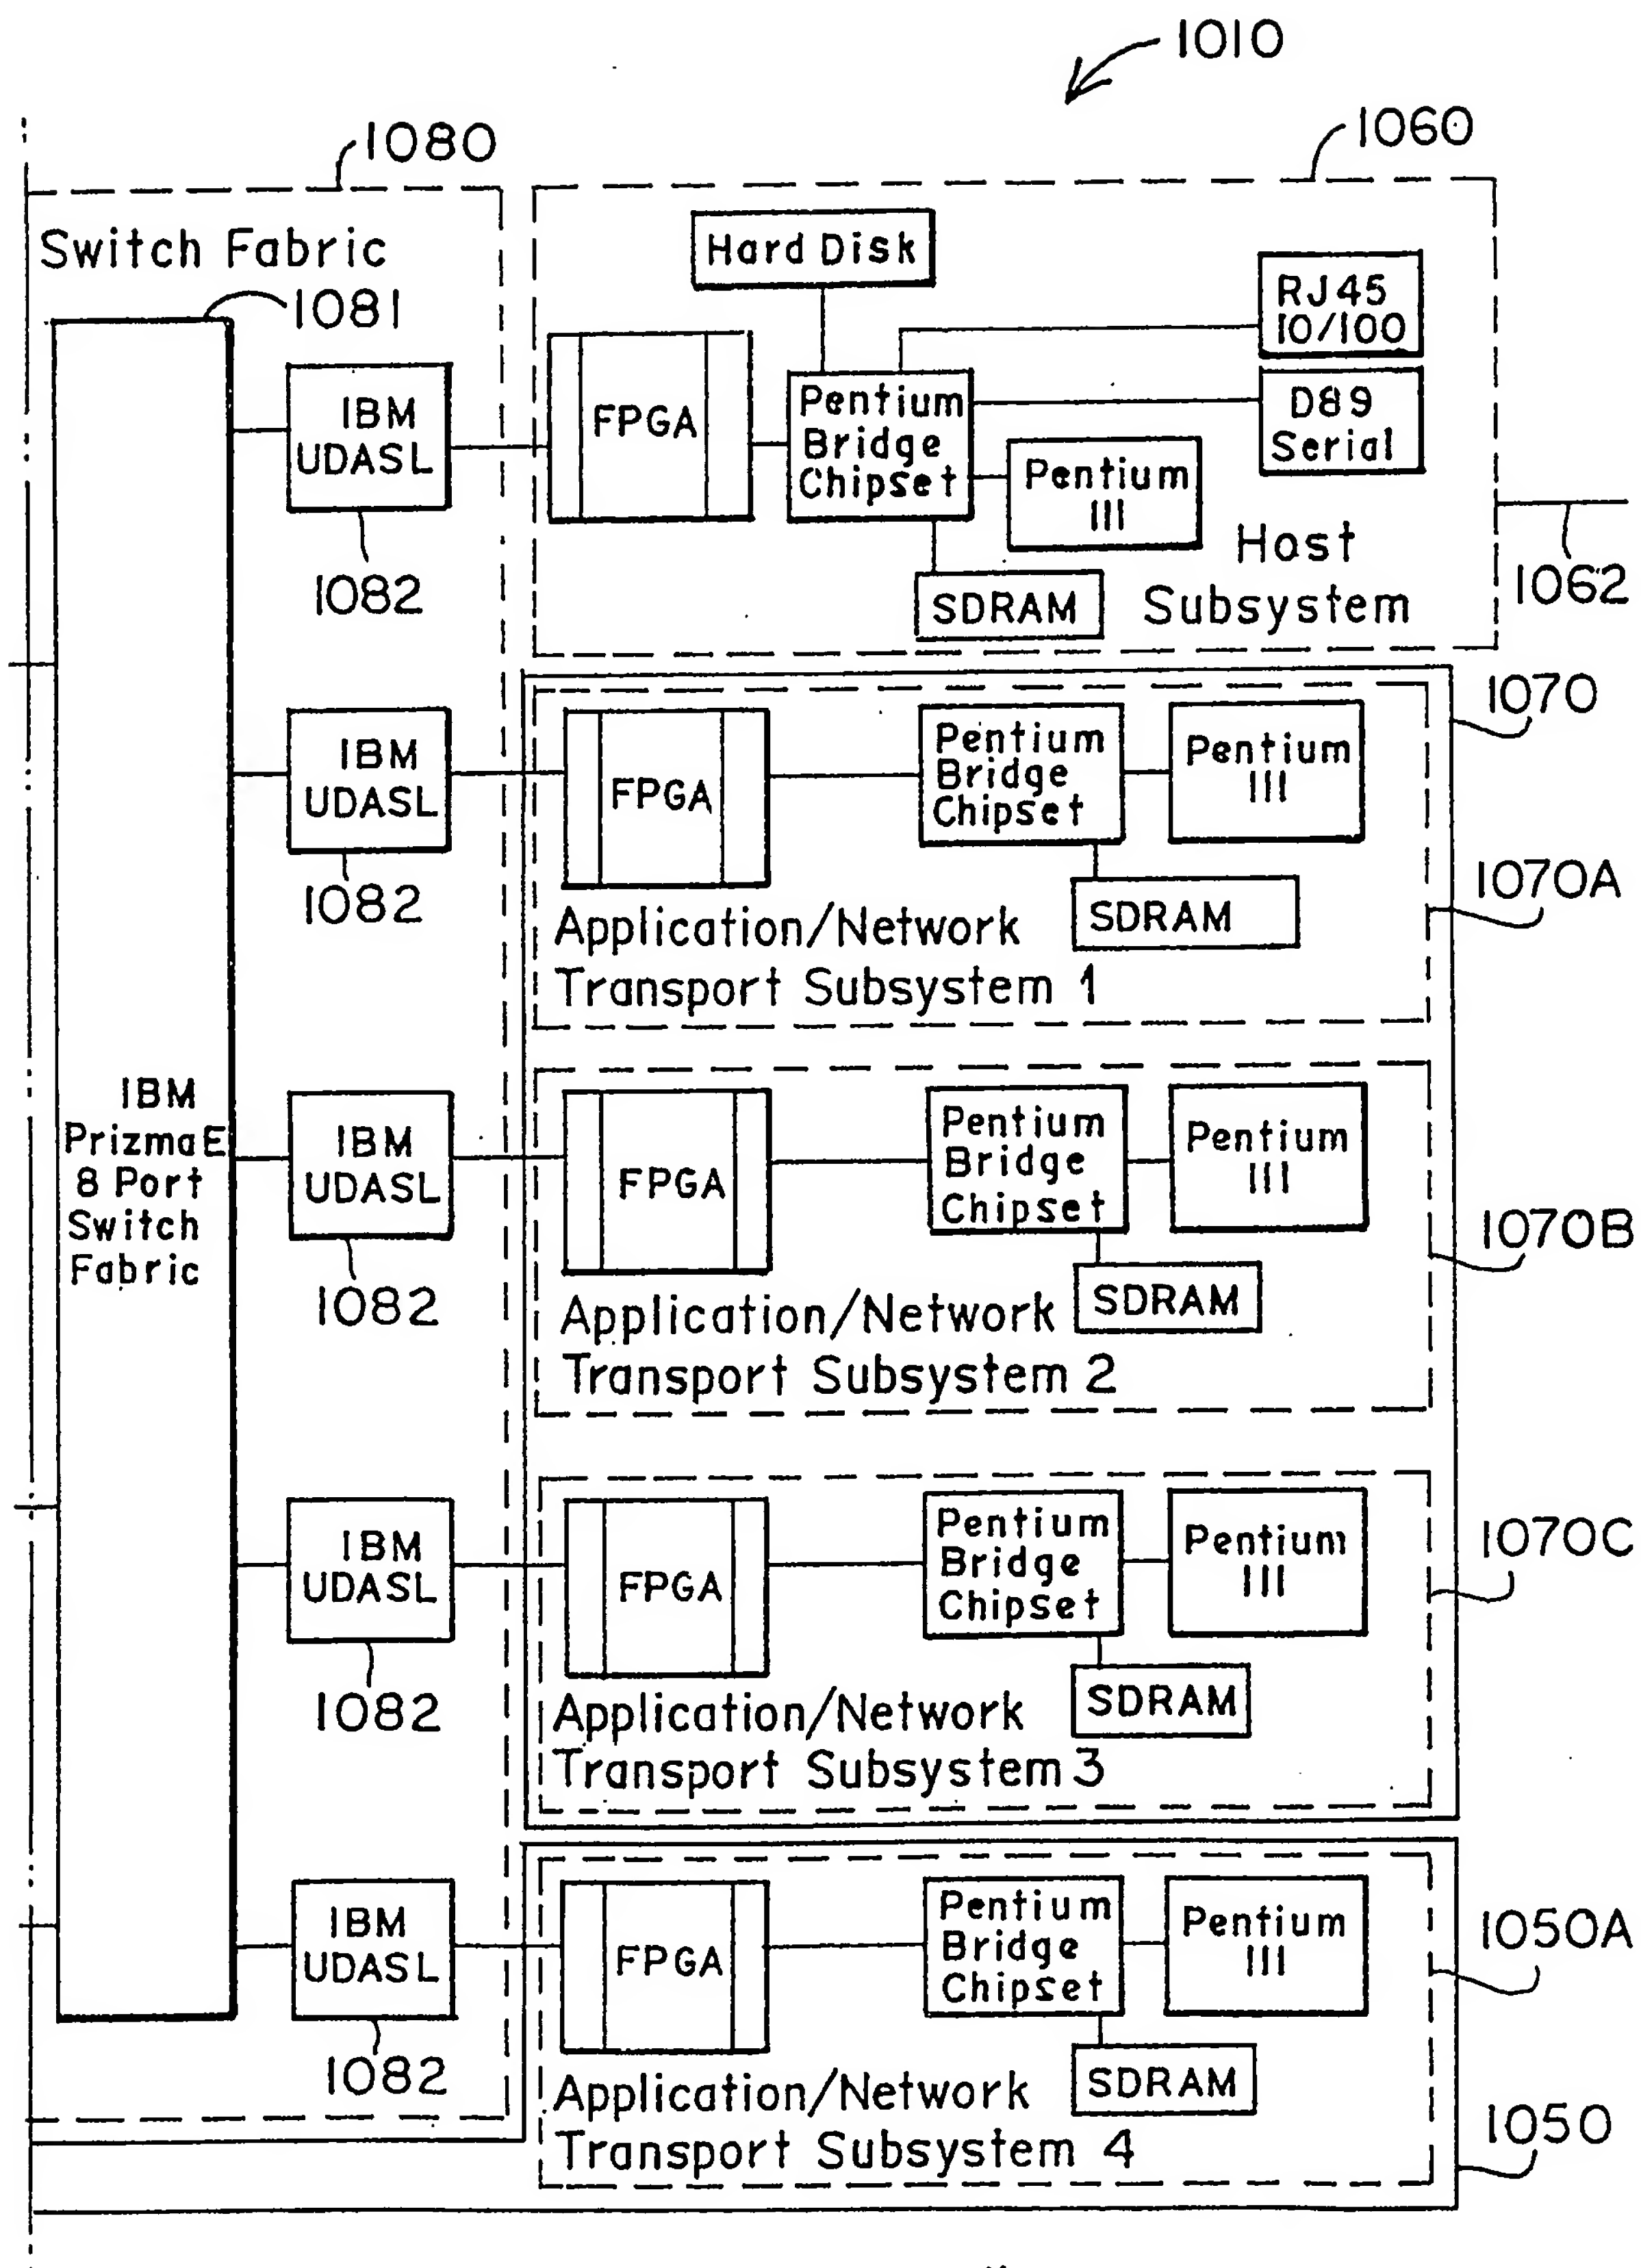 1010
1080
1060
Switch Fabric
1081
Hard Disk
RJ45
10/100
IBM
UDASL
FPGA
Pentium
Bridge
Chipset
D89
Serial
Pentium
III
1082
SDRAM
Host
Subsystem
1062
1070
IBM
UDASL
FPGA
Pentium
Bridge
Chipset
Pentium
III
1082
1070A
SDRAM
Application/Network
Transport Subsystem 1
IBM
PrizmaE
8 Port
Switch
Fabric
IBM
UDASL
FPGA
Pentium
Bridge
Chipset
Pentium
III
1070B
1082
SDRAM
Application/Network
Transport Subsystem 2
IBM
UDASL
FPGA
Pentium
Bridge
Chipset
Pentium
III
1070C
1082
SDRAM
Application/Network
Transport Subsystem 3
IBM
UDASL
FPGA
Pentium
Bridge
Chipset
Pentium
III
1050A
1082
SDRAM
Application/Network
Transport Subsystem 4
1050